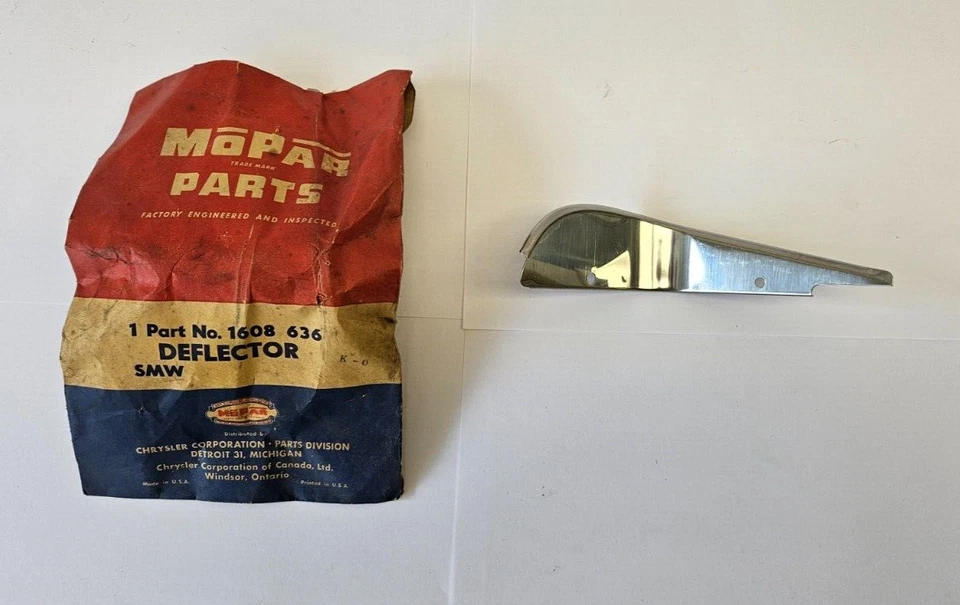 MOPAR
TRADE MARK
PARTS
FACTORY ENGINEERED AND INSPECTED
1 Part No. 1608 636
DEFLECTOR
K-0
SMW
MOPAR
Distributed by
CHRYSLER CORPORATION · PARTS DIVISION
DETROIT 31, MICHIGAN
Chrysler Corporation of Canada, Ltd.
Windsor, Ontario
Made in U.S.A. Printed in U.S.A.